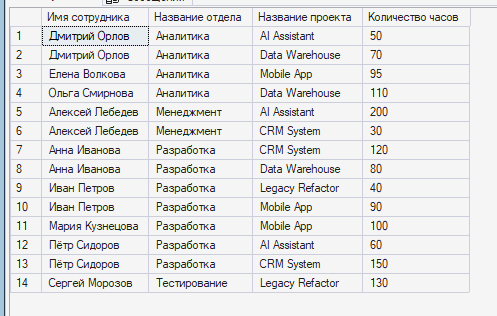 Имя сотрудника Название отдела Название проекта Количество часов
1 Дмитрий Орлов Аналитика AI Assistant 50
2 Дмитрий Орлов Аналитика Data Warehouse 70
3 Елена Волкова Аналитика Mobile App 95
4 Ольга Смирнова Аналитика Data Warehouse 110
5 Алексей Лебедев Менеджмент AI Assistant 200
6 Алексей Лебедев Менеджмент CRM System 30
7 Анна Иванова Разработка CRM System 120
8 Анна Иванова Разработка Data Warehouse 80
9 Иван Петров Разработка Legacy Refactor 40
10 Иван Петров Разработка Mobile App 90
11 Мария Кузнецова Разработка Mobile App 100
12 Пётр Сидоров Разработка AI Assistant 60
13 Пётр Сидоров Разработка CRM System 150
14 Сергей Морозов Тестирование Legacy Refactor 130